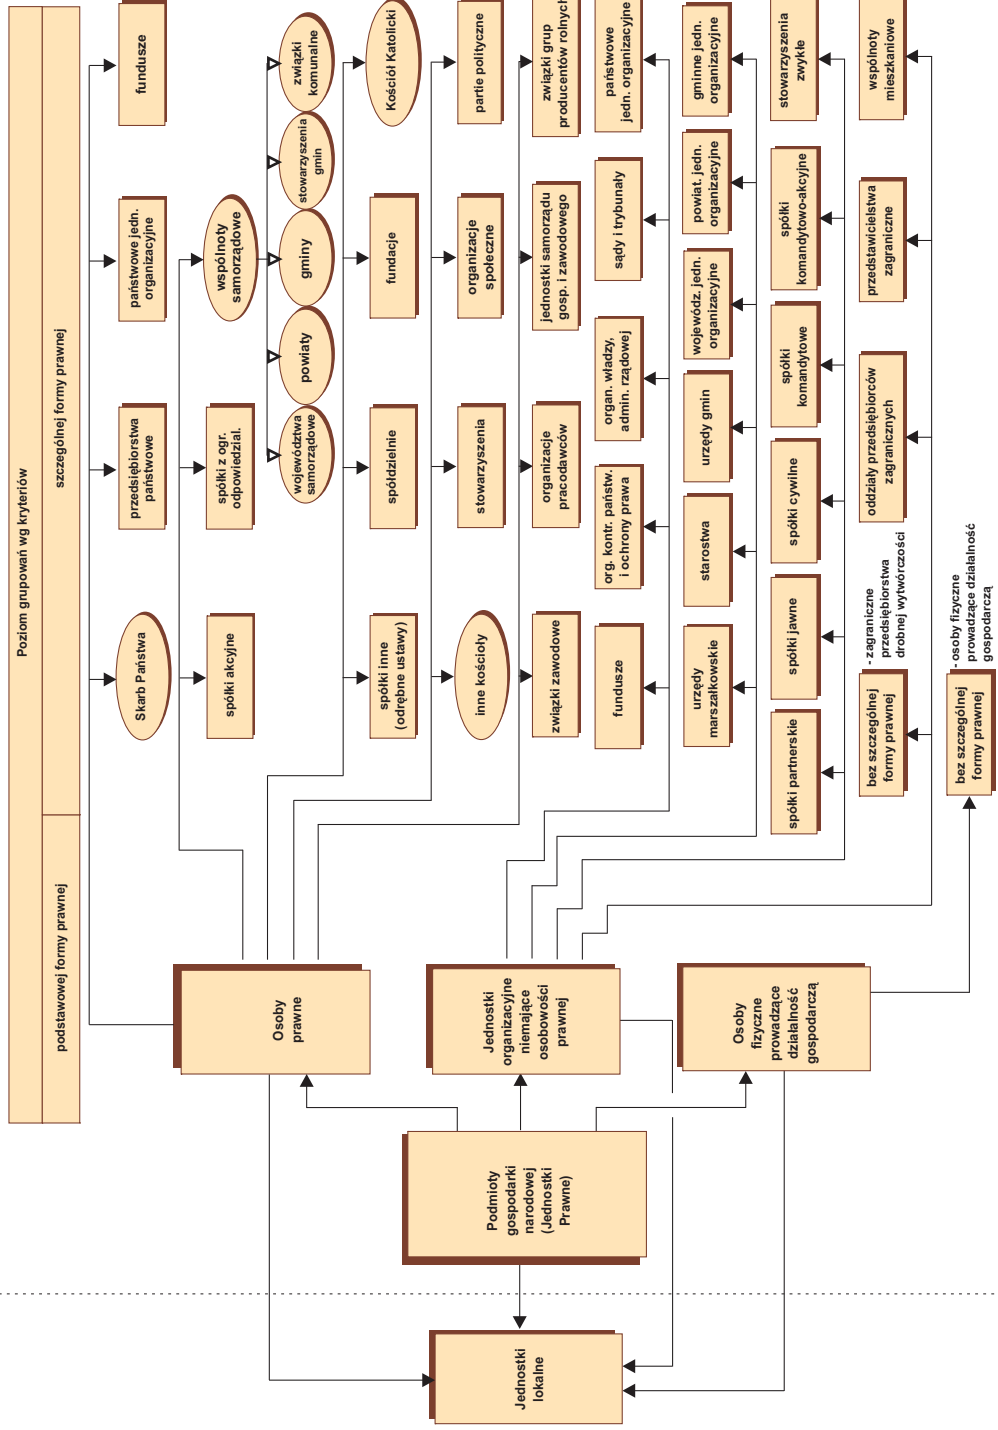 Poziom grupowań wg kryteriów
podstawowej formy prawnej
szczególnej formy prawnej
Skarb Państwa
przedsiębiorstwa
państwowe
państwowe jedn.
organizacyjne
fundusze
spółki akcyjne
spółki z ogr.
odpowiedzial.
wspólnoty
samorządowe
województwa
samorządowe
powiaty
gminy
stowarzyszenia
gmin
związki
komunalne
spółki inne
(odrębne ustawy)
spółdzielnie
fundacje
Kościół Katolicki
inne kościoły
stowarzyszenia
organizacje
społeczne
partie polityczne
związki zawodowe
organizacje
pracodawców
jednostki samorządu
gosp. i zawodowego
związki grup
producentów rolnych
fundusze
org. kontr. państw.
i ochrony prawa
organ. władzy,
admin. rządowej
sądy i trybunały
państwowe
jedn. organizacyjne
urzędy
marszałkowskie
starostwa
urzędy gmin
wojewódz. jedn.
organizacyjne
powiat. jedn.
organizacyjne
gminne jedn.
organizacyjne
spółki partnerskie
spółki jawne
spółki cywilne
spółki
komandytowe
spółki
komandytowo-akcyjne
stowarzyszenia
zwykłe
bez szczególnej
formy prawnej
- zagraniczne
przedsiębiorstwa
drobnej wytwórczości
oddziały przedsiębiorców
zagranicznych
przedstawicielstwa
zagraniczne
wspólnoty
mieszkaniowe
bez szczególnej
formy prawnej
- osoby fizyczne
prowadzące działalność
gospodarczą
Osoby
prawne
Jednostki
organizacyjne
niemające
osobowości
prawnej
Osoby
fizyczne
prowadzące
działalność
gospodarczą
Podmioty
gospodarki
narodowej
(Jednostki
Prawne)
Jednostki
lokalne